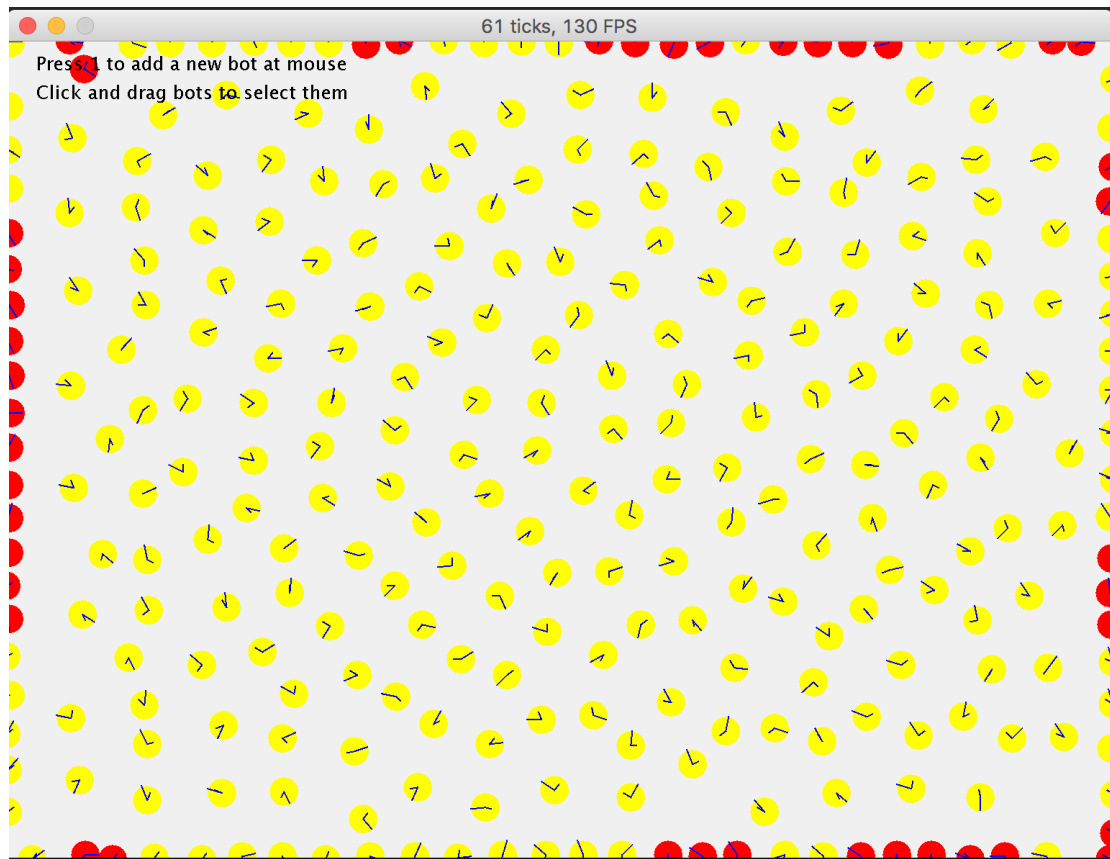 61 ticks, 130 FPS
Press 1 to add a new bot at mouse
Click and drag bots to select them